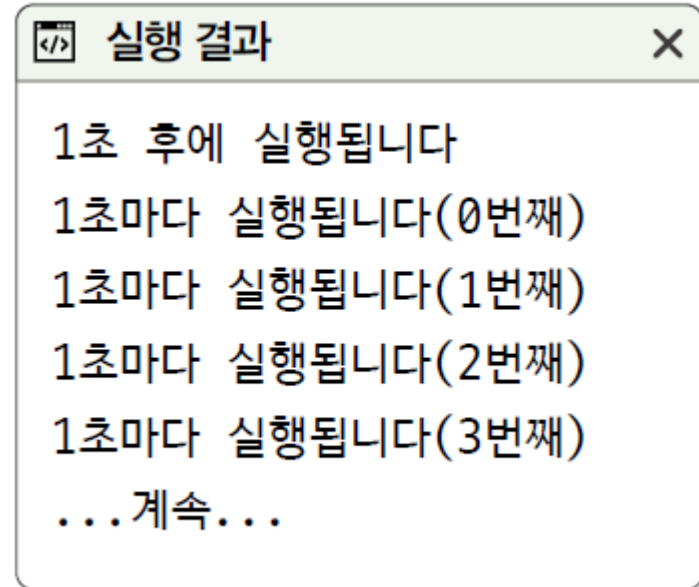 실행 결과
1초 후에 실행됩니다
1초마다 실행됩니다(0번째)
1초마다 실행됩니다(1번째)
1초마다 실행됩니다(2번째)
1초마다 실행됩니다(3번째)
...계속...